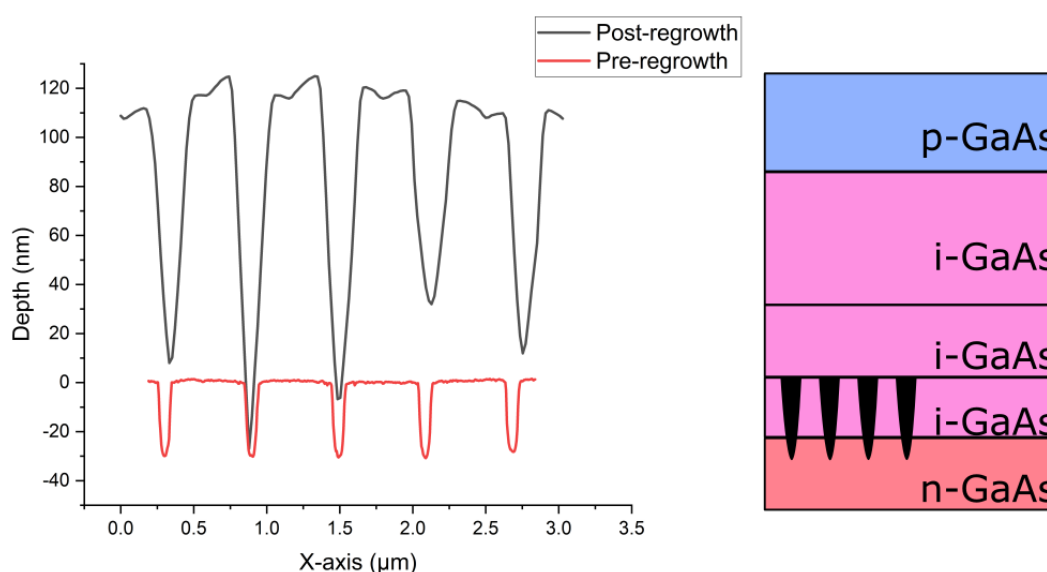 Post-regrowth
Pre-regrowth
120
100
80
60
40
20
0
-20
-40
Depth (nm)
0.0 0.5 1.0 1.5 2.0 2.5 3.0 3.5
X-axis (μm)
p-GaAs
i-GaAs
i-GaAs
i-GaAs
n-GaAs